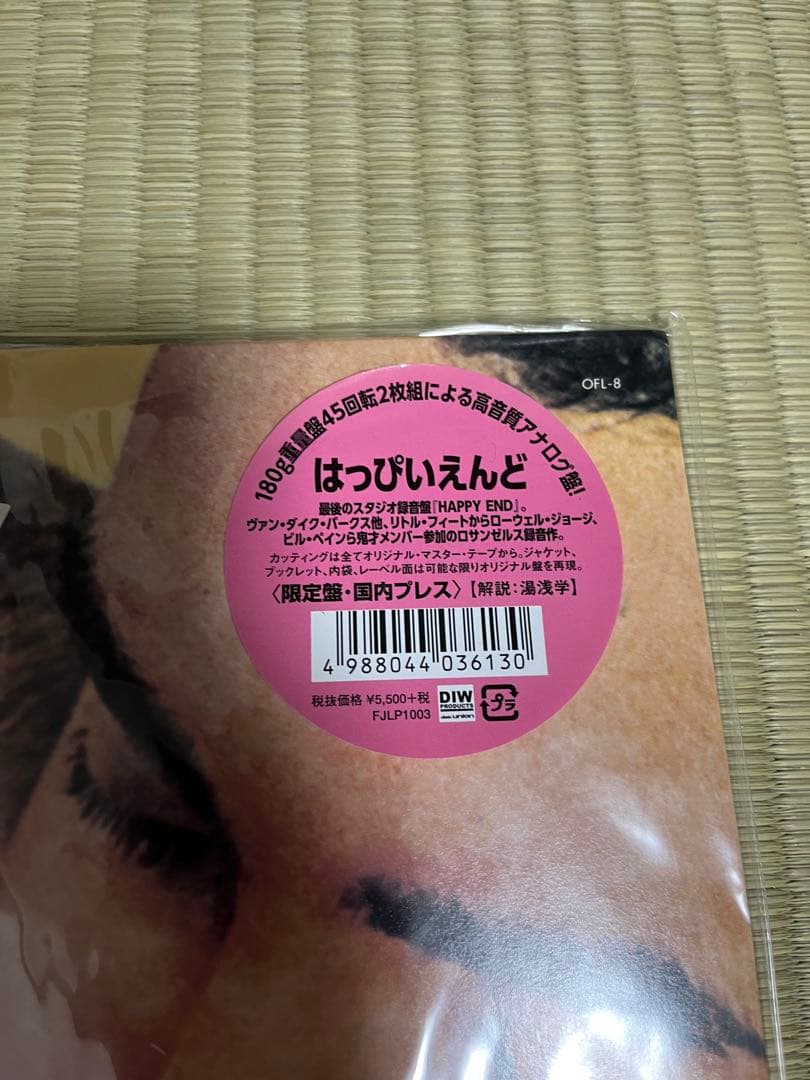 OFL-8
180g重量盤45回転2枚組による高音質アナログ盤!
はっぴいえんど
最後のスタジオ録音盤『HAPPY END』。
ヴァン・ダイク・パークス他、リトル・フィートからローウェル・ジョージ、
ビル・ペインら鬼才メンバー参加のロサンゼルス録音作。
カッティングは全てオリジナル・マスター・テープから。ジャケット、
ブックレット、内袋、レーベル面は可能な限りオリジナル盤を再現。
〈限定盤・国内プレス〉【解説:湯浅学】
4 988044 036130
税抜価格 ¥5,500+税
FJLP1003
DIW
PRODUCTS
disk union
プラ